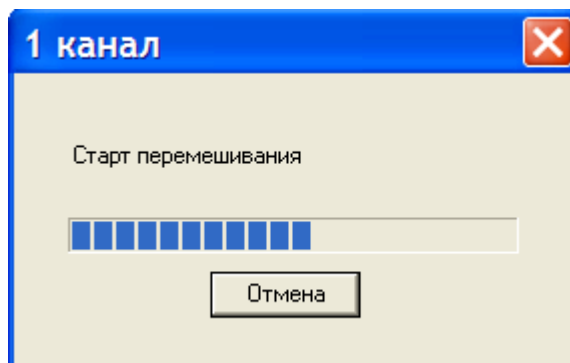 1 канал
Старт перемешивания
Отмена